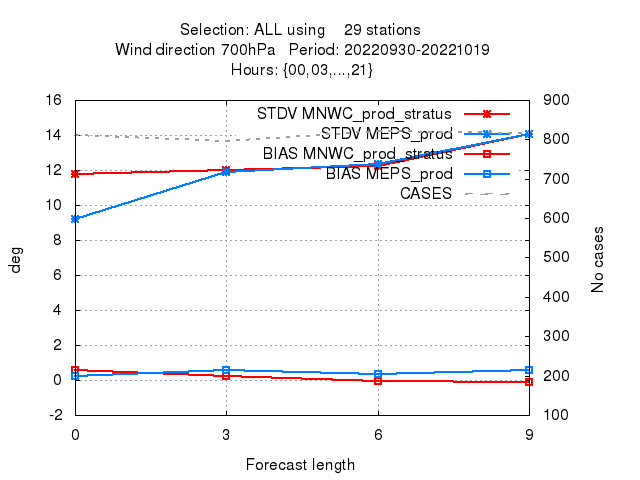 Selection: ALL using    29 stations
Wind direction 700hPa   Period: 20220930-20221019
Hours: {00,03,...,21}
STDV MNWC_prod_stratus
STDV MEPS_prod
BIAS MNWC_prod_stratus
BIAS MEPS_prod
CASES
16
14
12
10
8
6
4
2
0
-2
deg
900
800
700
600
500
400
300
200
100
No cases
0 3 6 9
Forecast length